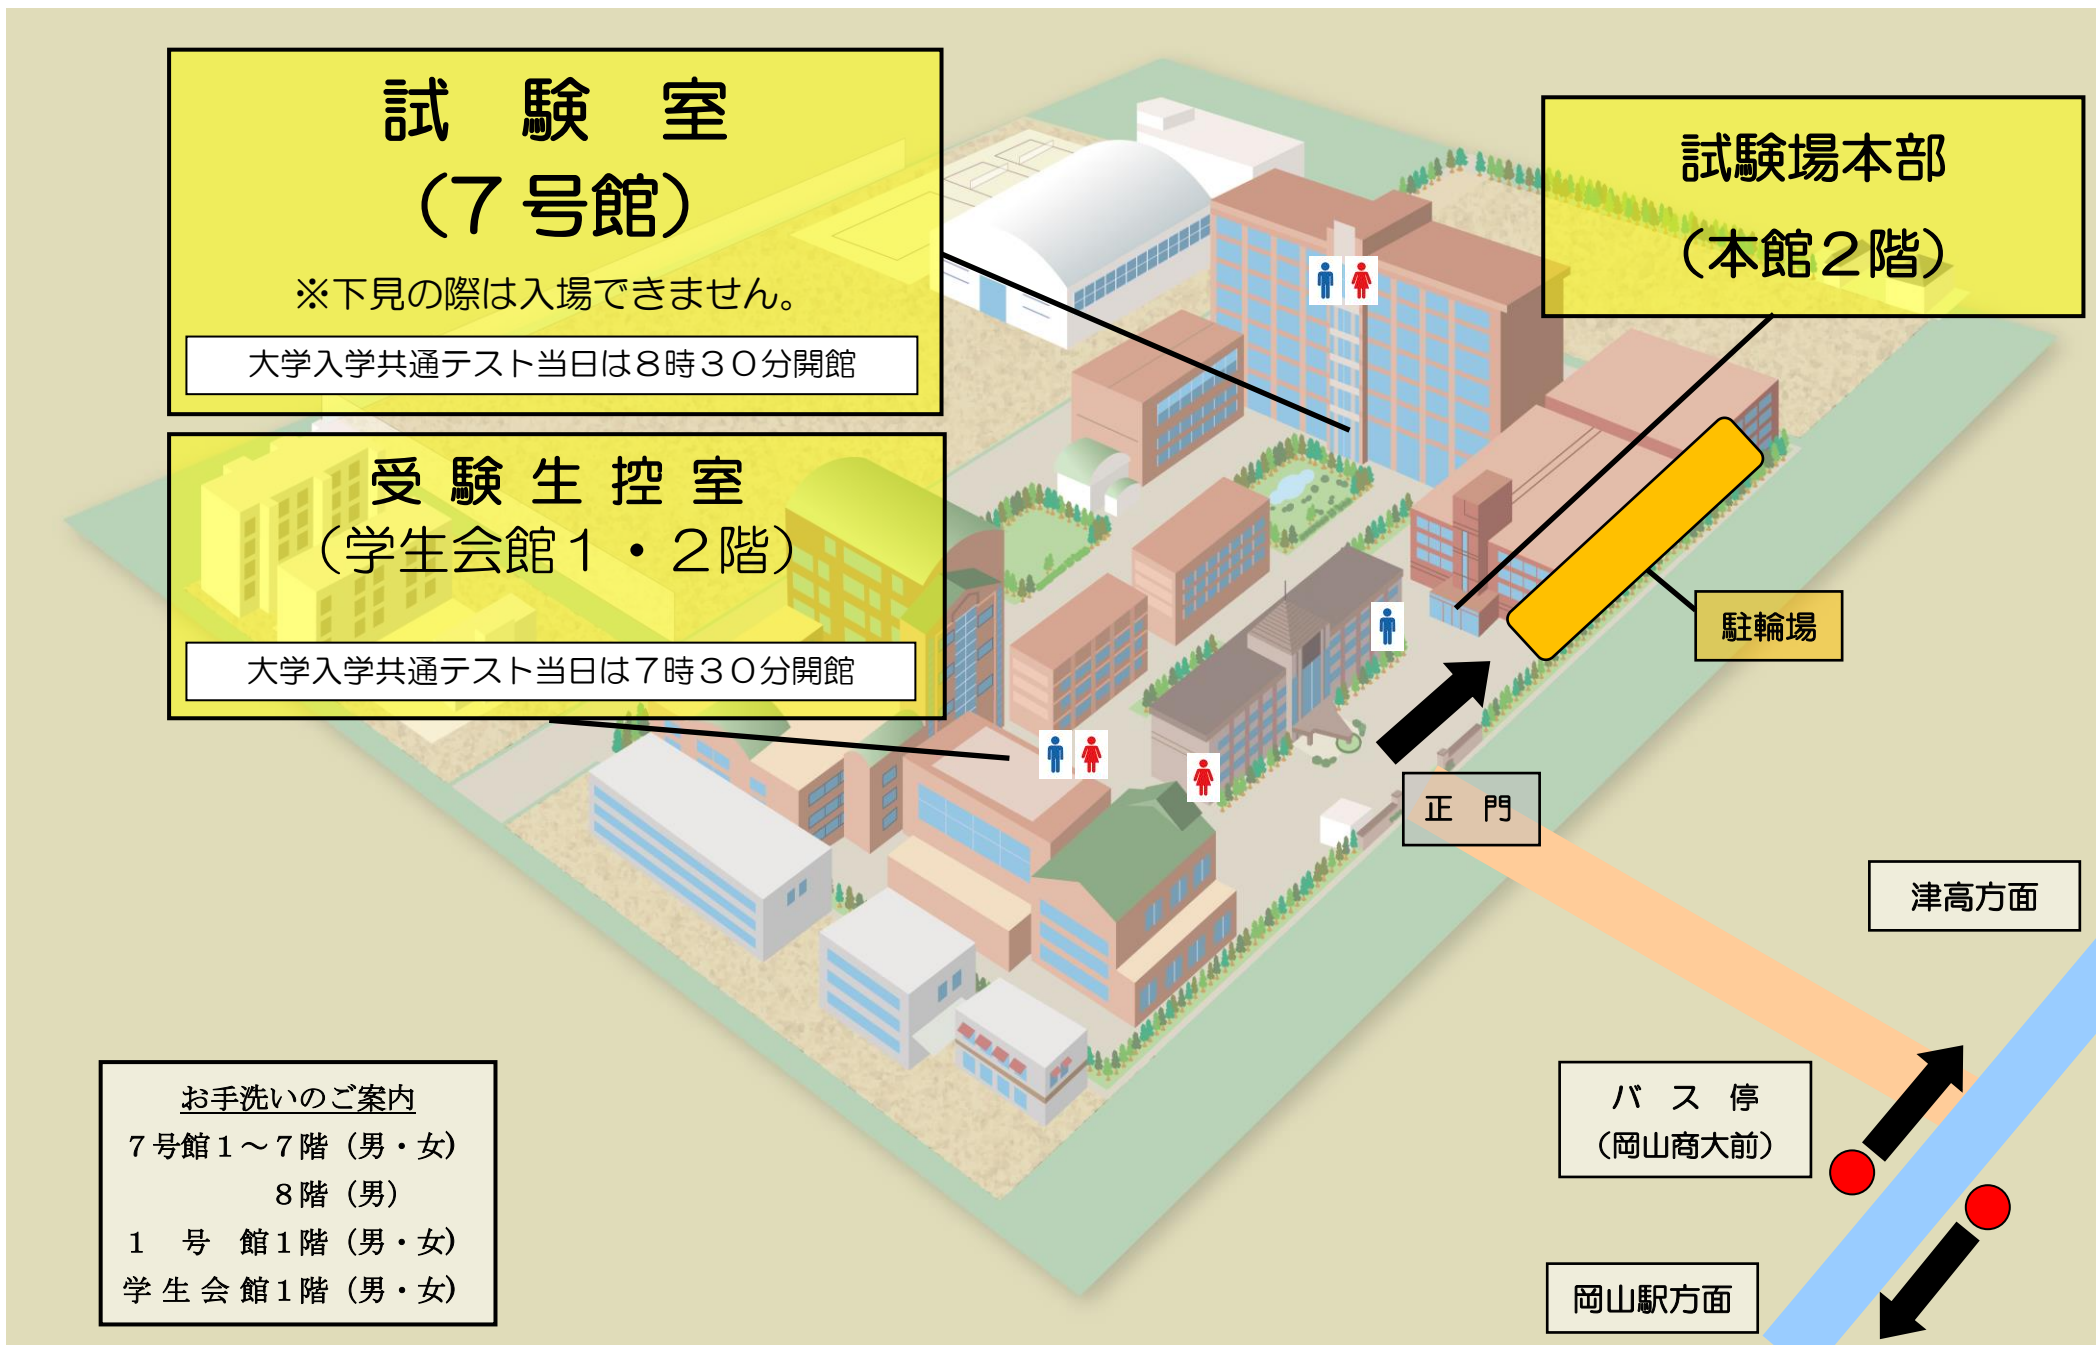 試験室
（７号館）
※下見の際は入場できません。
大学入学共通テスト当日は８時３０分開館
受験生控室
（学生会館１・２階）
大学入学共通テスト当日は７時３０分開館
試験場本部
（本館２階）
駐輪場
正門
津高方面
バス停
（岡山商大前）
岡山駅方面
お手洗いのご案内
７号館１～７階（男・女）
８階（男）
１号館１階（男・女）
学生会館１階（男・女）